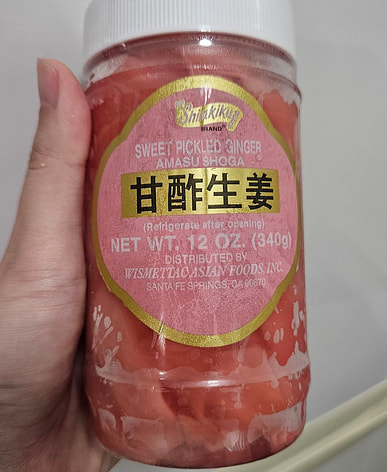 Shirakiku
BRAND
SWEET PICKLED GINGER
AMASU SHOGA
甘酢生姜
(Refrigerate after opening)
NET WT. 12 OZ. (340g)
DISTRIBUTED BY
WISMETTAC ASIAN FOODS, INC.
SANTA FE SPRINGS, CA 90670